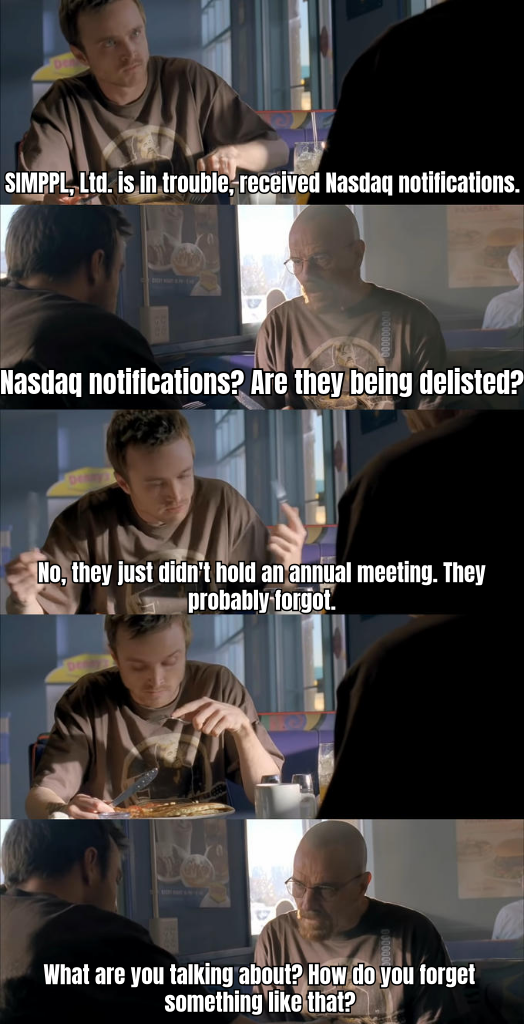 SIMPPL, Ltd. is in trouble, received Nasdaq notifications.
Nasdaq notifications? Are they being delisted?
No, they just didn't hold an annual meeting. They
probably forgot.
What are you talking about? How do you forget
something like that?